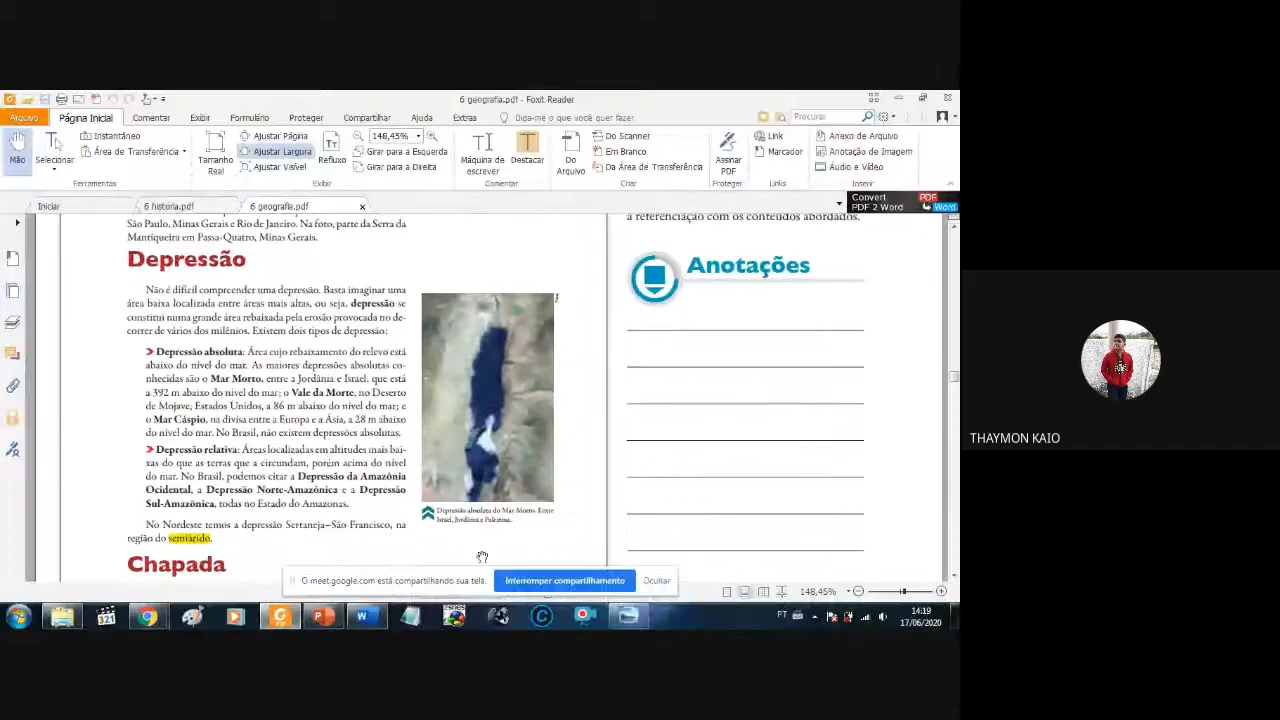 6 geografia.pdf - Foxit Reader
Arquivo Página Inicial Comentar Exibir Formulário Proteger Compartilhar Ajuda Extras Diga-me o que você quer fazer Procurar
Mão
Selecionar
Instantâneo
Área de Transferência
Ferramentas
Tamanho Real
Ajustar Página
Ajustar Largura
Ajustar Visível
Refluxo
148,45%
Girar para a Esquerda
Girar para a Direita
Exibir
Máquina de escrever
Destacar
Comentar
Do Arquivo
Do Scanner
Em Branco
Da Área de Transferência
Criar
Assinar PDF
Proteger
Link
Marcador
Links
Anexo de Arquivo
Anotação de Imagem
Áudio e Vídeo
Inserir
Iniciar 6 historia.pdf 6 geografia.pdf
Convert
PDF 2 Word
PDF
Word
São Paulo, Minas Gerais e Rio de Janeiro. Na foto, parte da Serra da
Mantiqueira em Passa-Quatro, Minas Gerais.
Depressão
Não é difícil compreender uma depressão. Basta imaginar uma
área baixa localizada entre áreas mais altas, ou seja, depressão se
constitui numa grande área rebaixada pela erosão provocada no de-
correr de vários dos milênios. Existem dois tipos de depressão:
Depressão absoluta: Área cujo rebaixamento do relevo está
abaixo do nível do mar. As maiores depressões absolutas co-
nhecidas são o Mar Morto, entre a Jordânia e Israel, que está
a 392 m abaixo do nível do mar; o Vale da Morte, no Deserto
de Mojave, Estados Unidos, a 86 m abaixo do nível do mar; e
o Mar Cáspio, na divisa entre a Europa e a Ásia, a 28 m abaixo
do nível do mar. No Brasil, não existem depressões absolutas.
Depressão relativa: Áreas localizadas em altitudes mais bai-
xas do que as terras que a circundam, porém acima do nível
do mar. No Brasil, podemos citar a Depressão da Amazônia
Ocidental, a Depressão Norte-Amazônica e a Depressão
Sul-Amazônica, todas no Estado do Amazonas.
No Nordeste temos a depressão Sertaneja–São Francisco, na
região do semiárido.
Chapada
Depressão absoluta do Mar Morto. Entre
Israel, Jordânia e Palestina.
a referenciação com os conteúdos abordados.
Anotações
O meet.google.com está compartilhando sua tela.
Interromper compartilhamento
Ocultar
148,45%
PT
14:19
17/06/2020
THAYMON KAIO